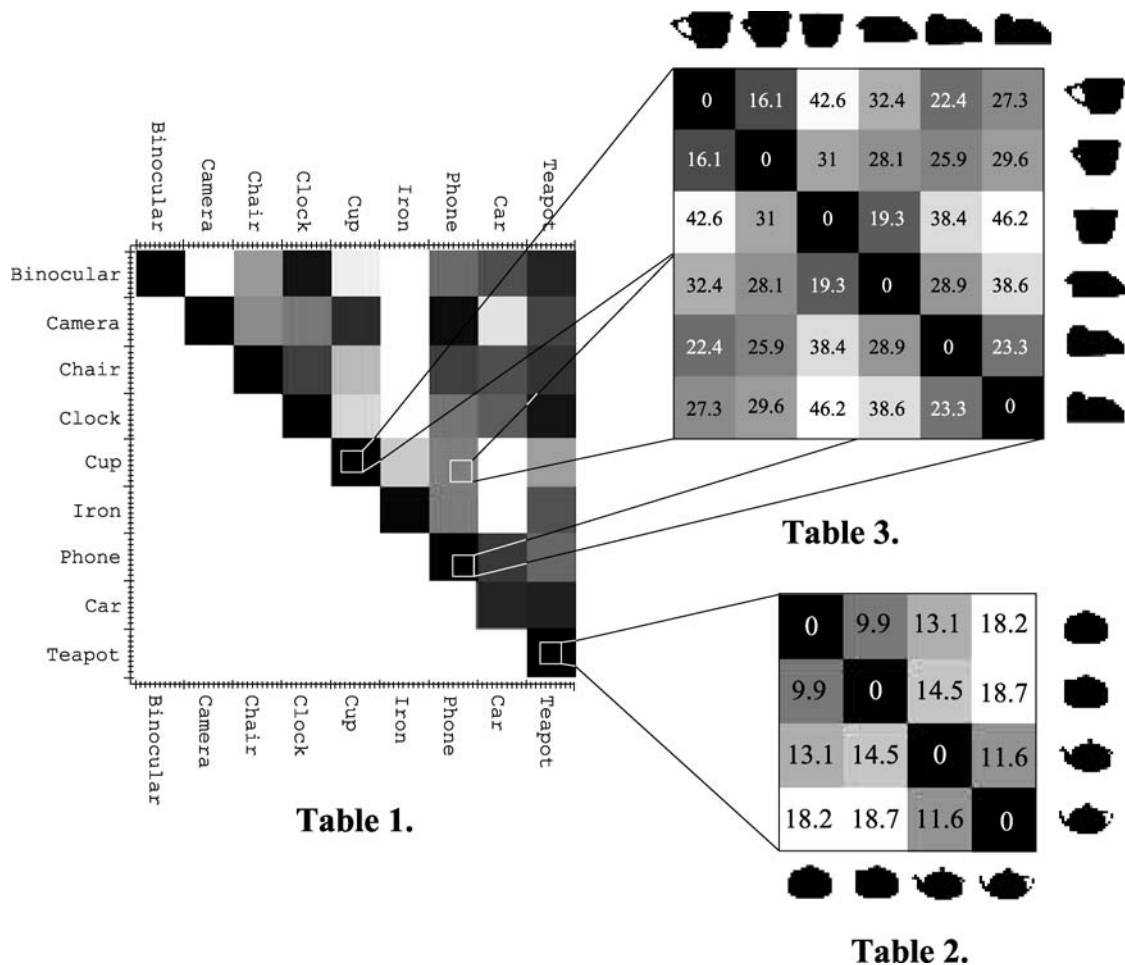 Binocular Camera Chair Clock Cup Iron Phone Car Teapot
Binocular
Camera
Chair
Clock
Cup
Iron
Phone
Car
Teapot
Binocular Camera Chair Clock Cup Iron Phone Car Teapot
Table 1.
0 16.1 42.6 32.4 22.4 27.3
16.1 0 31 28.1 25.9 29.6
42.6 31 0 19.3 38.4 46.2
32.4 28.1 19.3 0 28.9 38.6
22.4 25.9 38.4 28.9 0 23.3
27.3 29.6 46.2 38.6 23.3 0
Table 3.
0 9.9 13.1 18.2
9.9 0 14.5 18.7
13.1 14.5 0 11.6
18.2 18.7 11.6 0
Table 2.